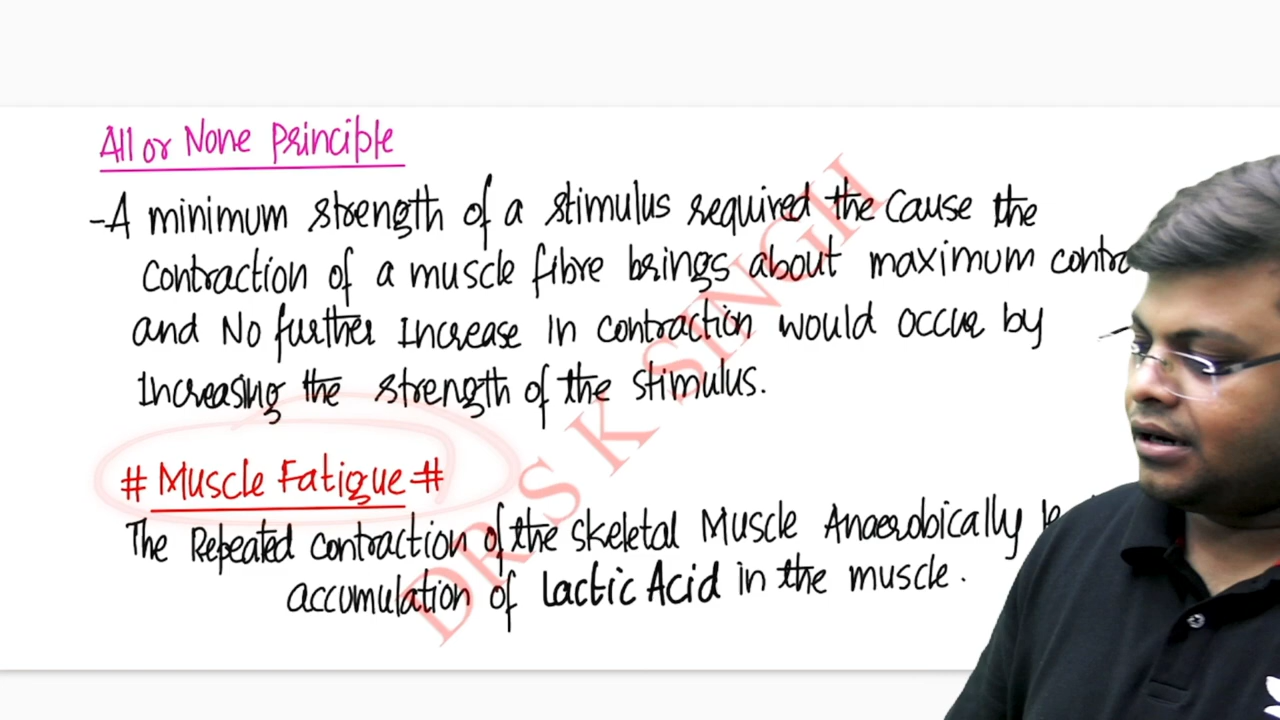 All or None Principle
-A minimum strength of a stimulus required the cause the
contraction of a muscle fibre brings about maximum
and No further Increase In contraction would occur by
Increasing the strength of the stimulus.
# Muscle Fatigue #
The Repeated contraction of the skeletal Muscle Anaerobically
accumulation of Lactic Acid in the muscle.
DR S K SINGH